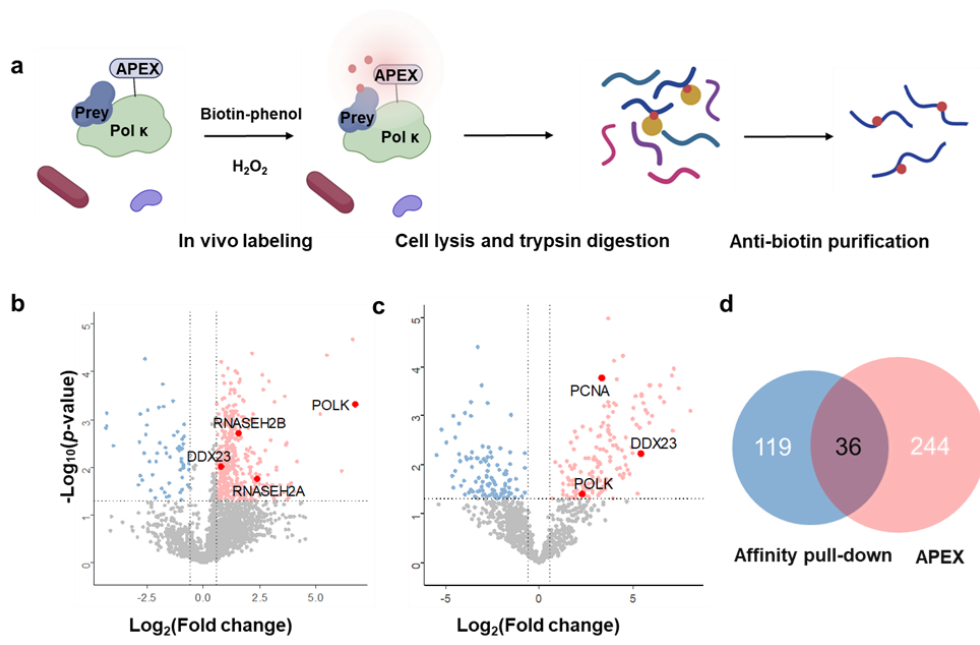 a
APEX
Prey
Pol κ
Biotin-phenol
H₂O₂
APEX
Prey
Pol κ
In vivo labeling
Cell lysis and trypsin digestion
Anti-biotin purification
b
-Log₁₀(p-value)
5
4
3
2
1
0
POLK
RNASEH2B
DDX23
RNASEH2A
-2.5
0.0
2.5
5.0
Log₂(Fold change)
c
5
4
3
2
1
0
PCNA
DDX23
POLK
-5
0
5
Log₂(Fold change)
d
119
36
244
Affinity pull-down
APEX